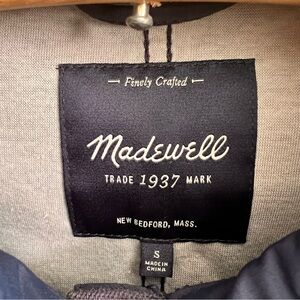 Finely Crafted
Madewell
TRADE 1937 MARK
NEW BEDFORD, MASS.
S
MADE IN
CHINA